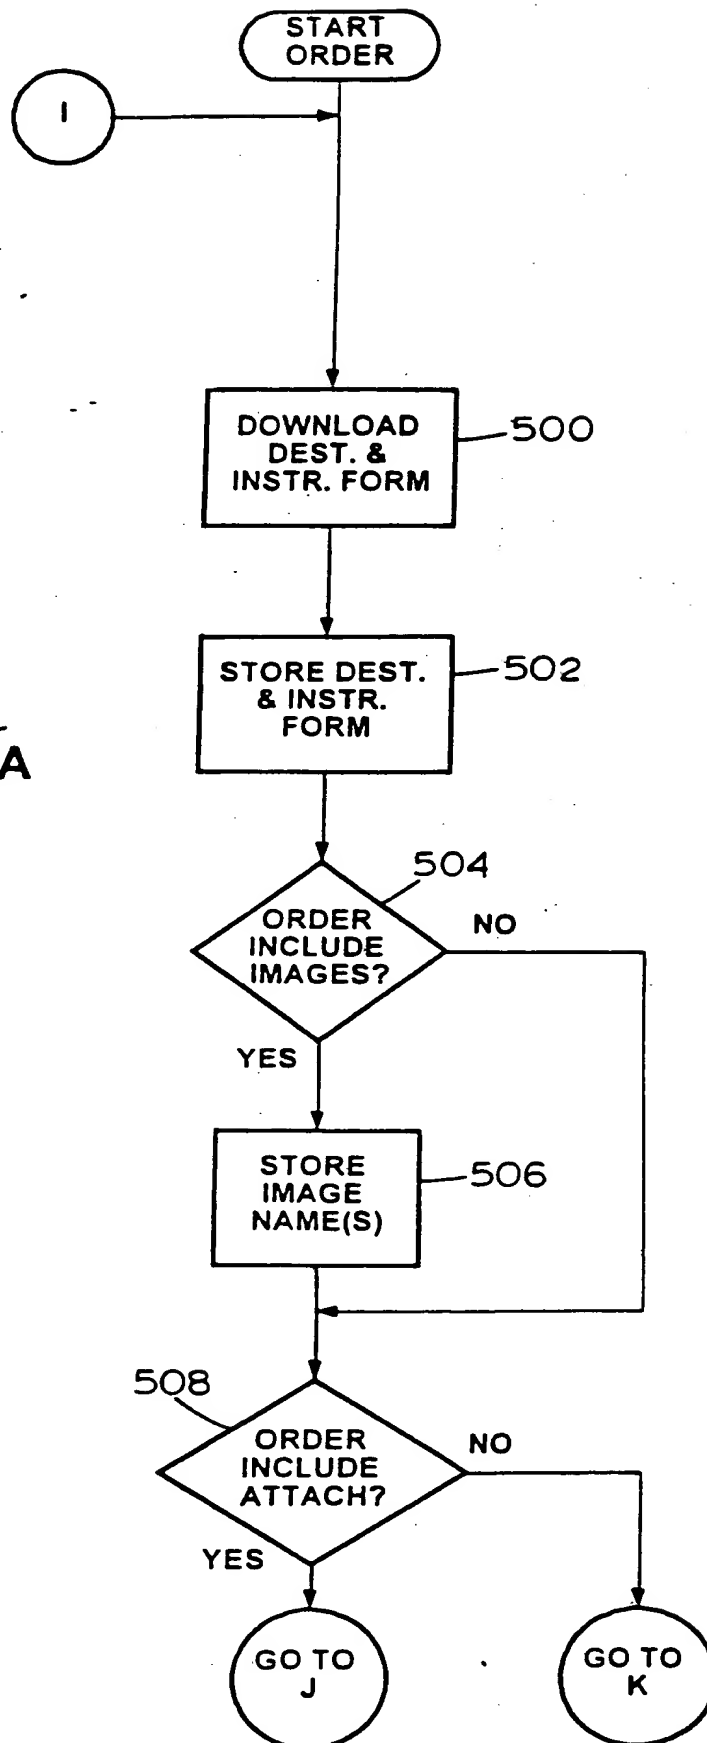 START
ORDER
I
DOWNLOAD
DEST. &
INSTR. FORM
500
STORE DEST.
& INSTR.
FORM
502
A
504
ORDER
INCLUDE
IMAGES?
NO
YES
STORE
IMAGE
NAME(S)
506
508
ORDER
INCLUDE
ATTACH?
NO
YES
GO TO
J
GO TO
K